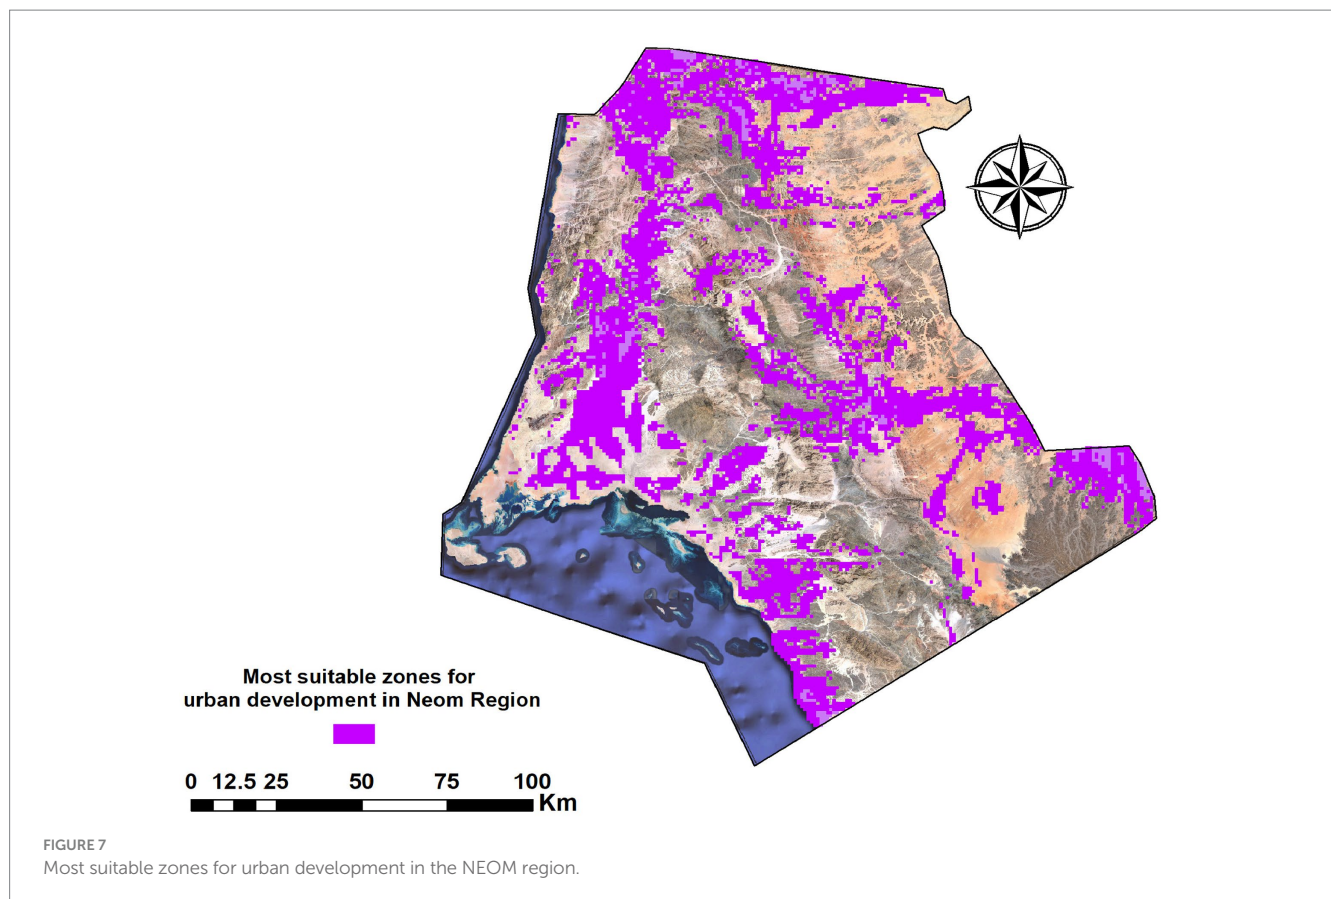 Most suitable zones for
urban development in Neom Region
0 12.5 25 50 75 100
Km
FIGURE 7
Most suitable zones for urban development in the NEOM region.